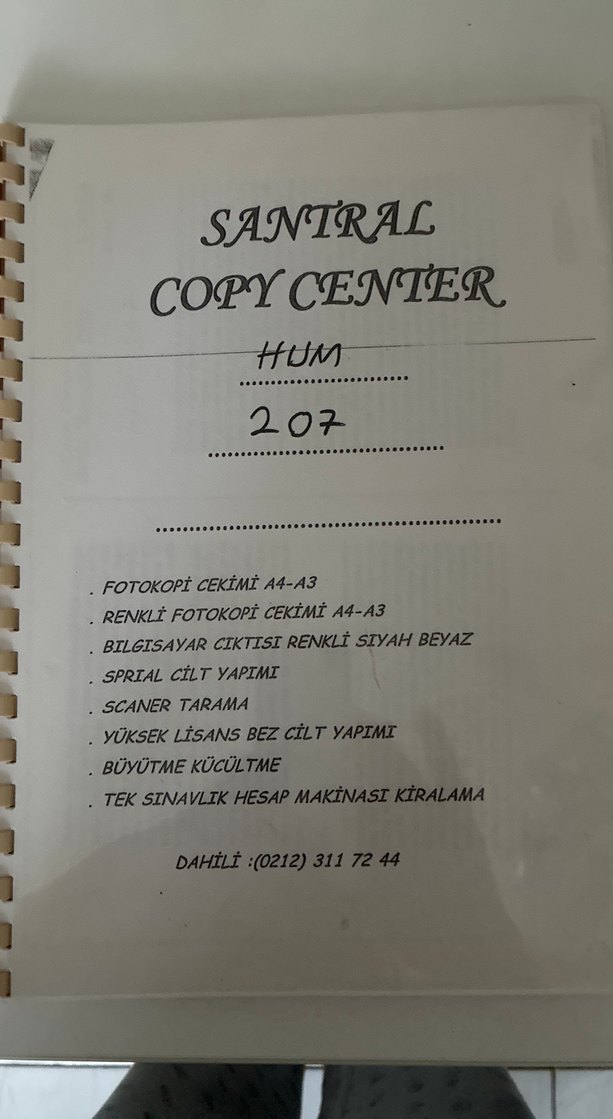 SANTRAL
COPY CENTER
HUM
207
. FOTOKOPİ CEKİMİ A4-A3
. RENKLİ FOTOKOPİ CEKİMİ A4-A3
. BILGISAYAR CIKTISI RENKLİ SIYAH BEYAZ
. SPRIAL CİLT YAPIMI
. SCANER TARAMA
. YÜKSEK LİSANS BEZ CİLT YAPIMI
. BÜYÜTME KÜCÜLTME
. TEK SINAVLIK HESAP MAKİNASI KİRALAMA
DAHİLİ :(0212) 311 72 44